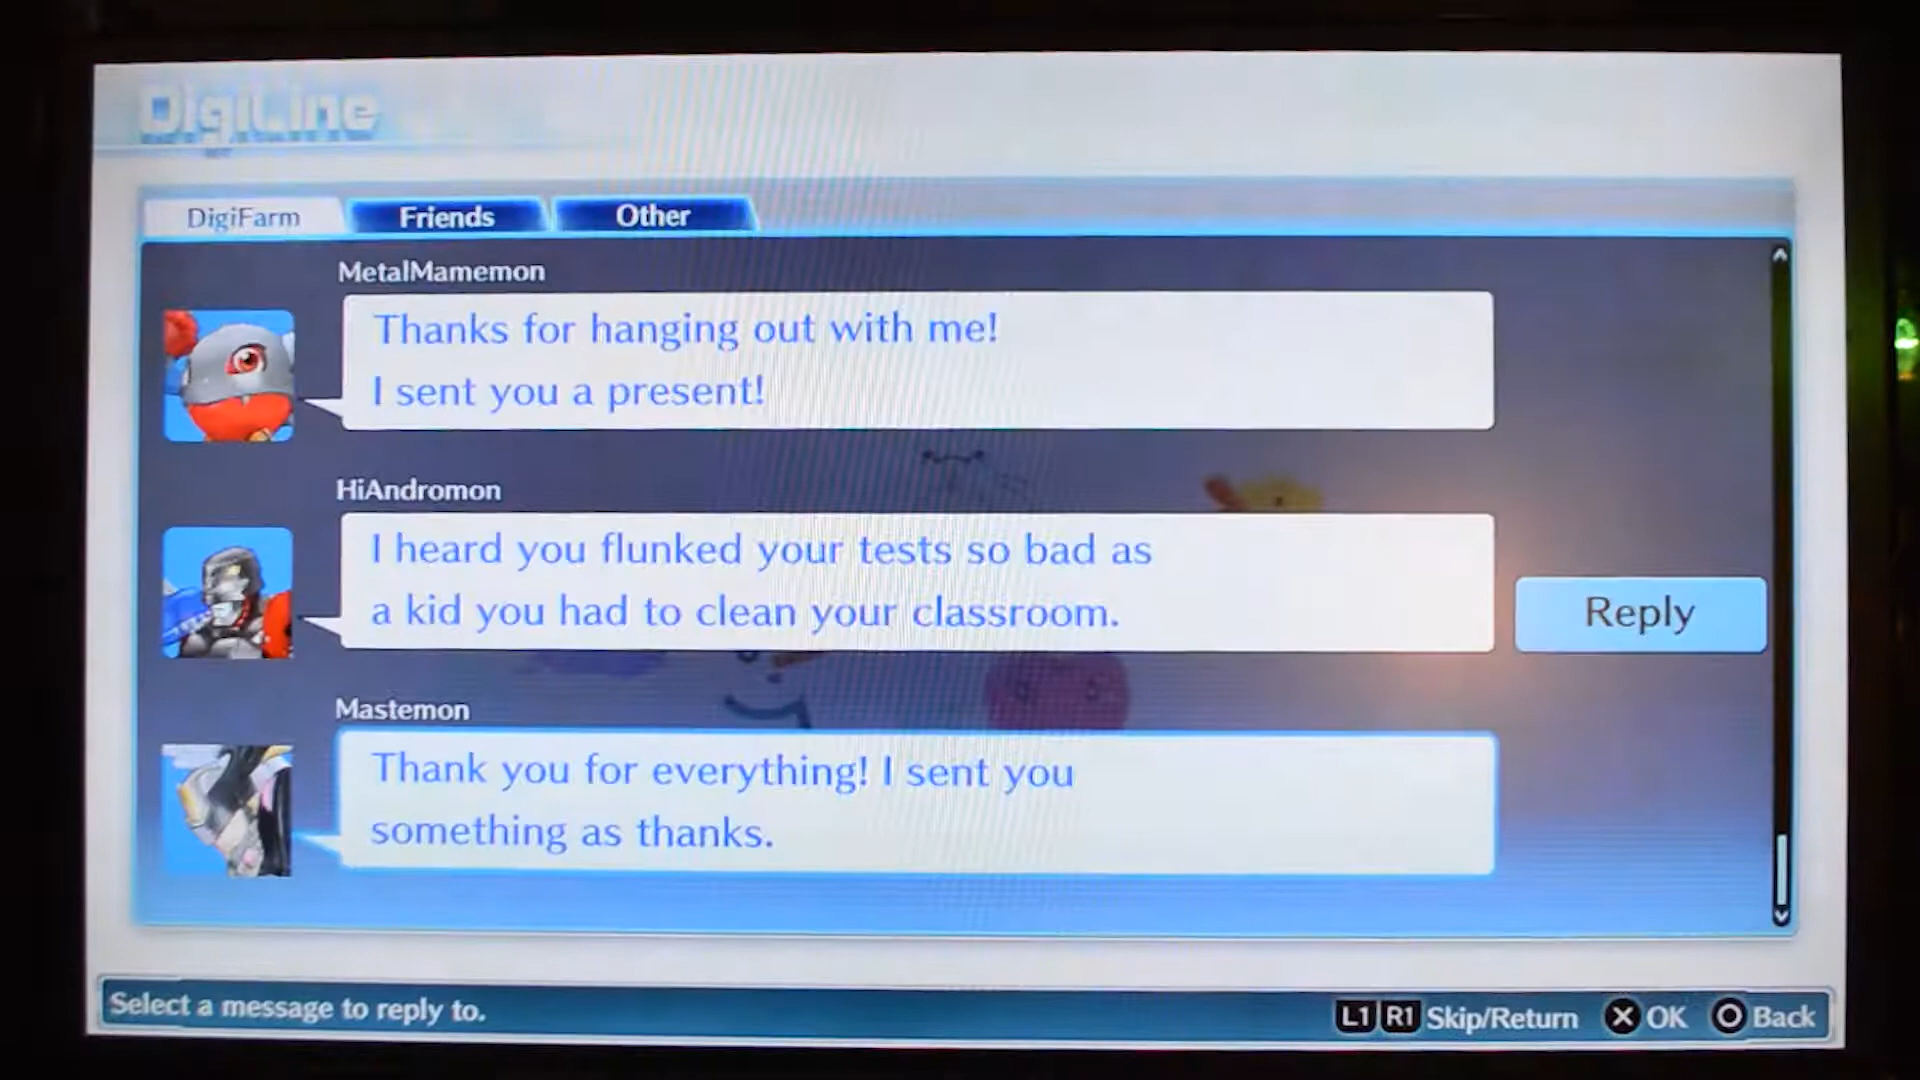 DigiLine
DigiFarm
Friends
Other
MetalMamemon
Thanks for hanging out with me!
I sent you a present!
HiAndromon
I heard you flunked your tests so bad as
a kid you had to clean your classroom.
Reply
Mastemon
Thank you for everything! I sent you
something as thanks.
Select a message to reply to.
L1 R1 Skip/Return
OK
Back